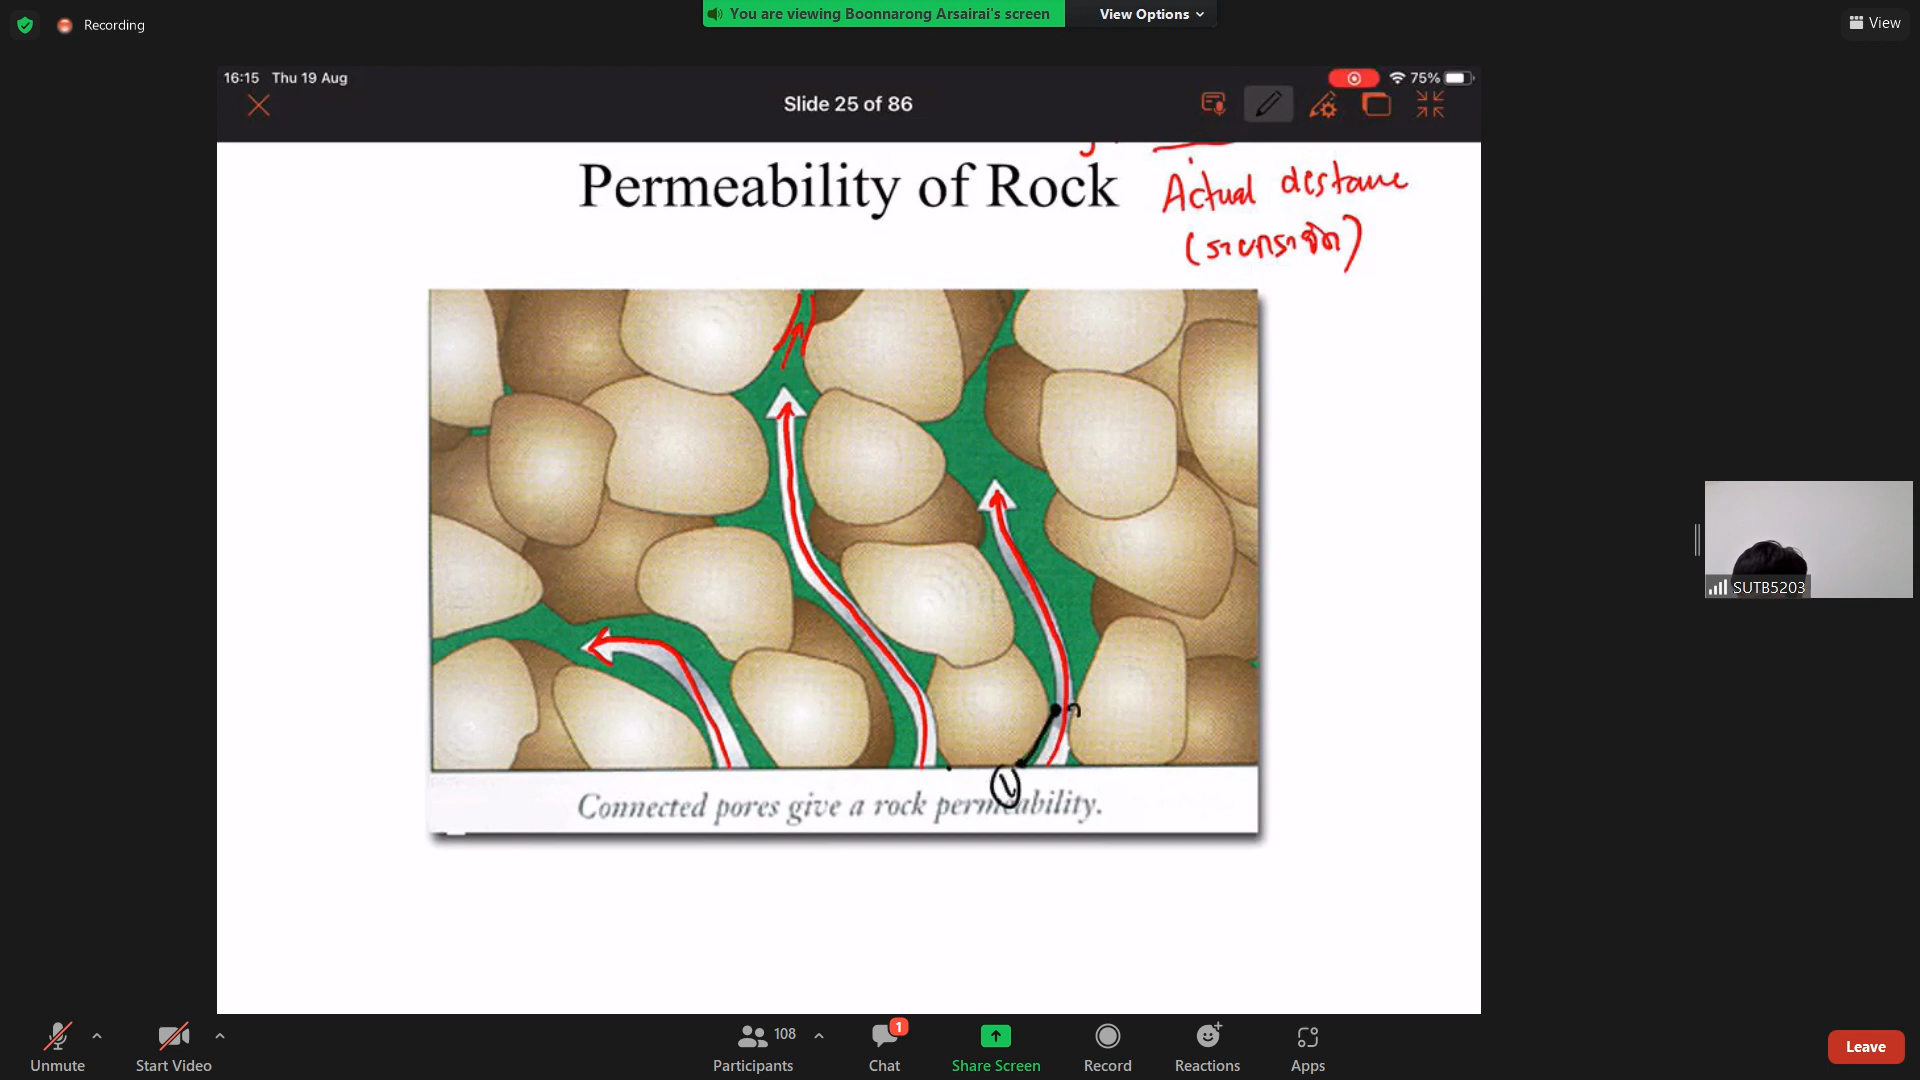 Recording
You are viewing Boonnarong Arsairai's screen
View Options
View
16:15 Thu 19 Aug
75%
Slide 25 of 86
Permeability of Rock
Actual distance
Connected pores give a rock permeability.
SUTB5203
Unmute
Start Video
108
Participants
1
Chat
Share Screen
Record
Reactions
Apps
Leave